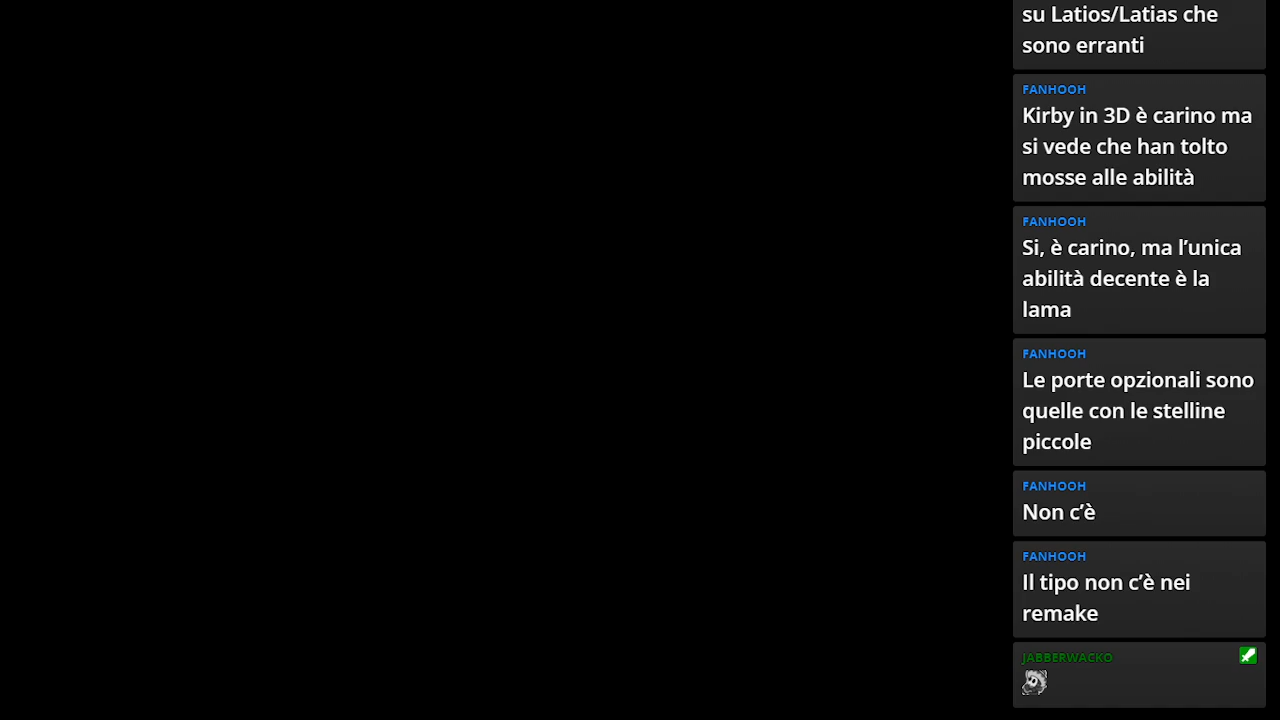 su Latios/Latias che
sono erranti
FANHOOH
Kirby in 3D è carino ma
si vede che han tolto
mosse alle abilità
FANHOOH
Si, è carino, ma l’unica
abilità decente è la
lama
FANHOOH
Le porte opzionali sono
quelle con le stelline
piccole
FANHOOH
Non c’è
FANHOOH
Il tipo non c’è nei
remake
JABBERWACKO